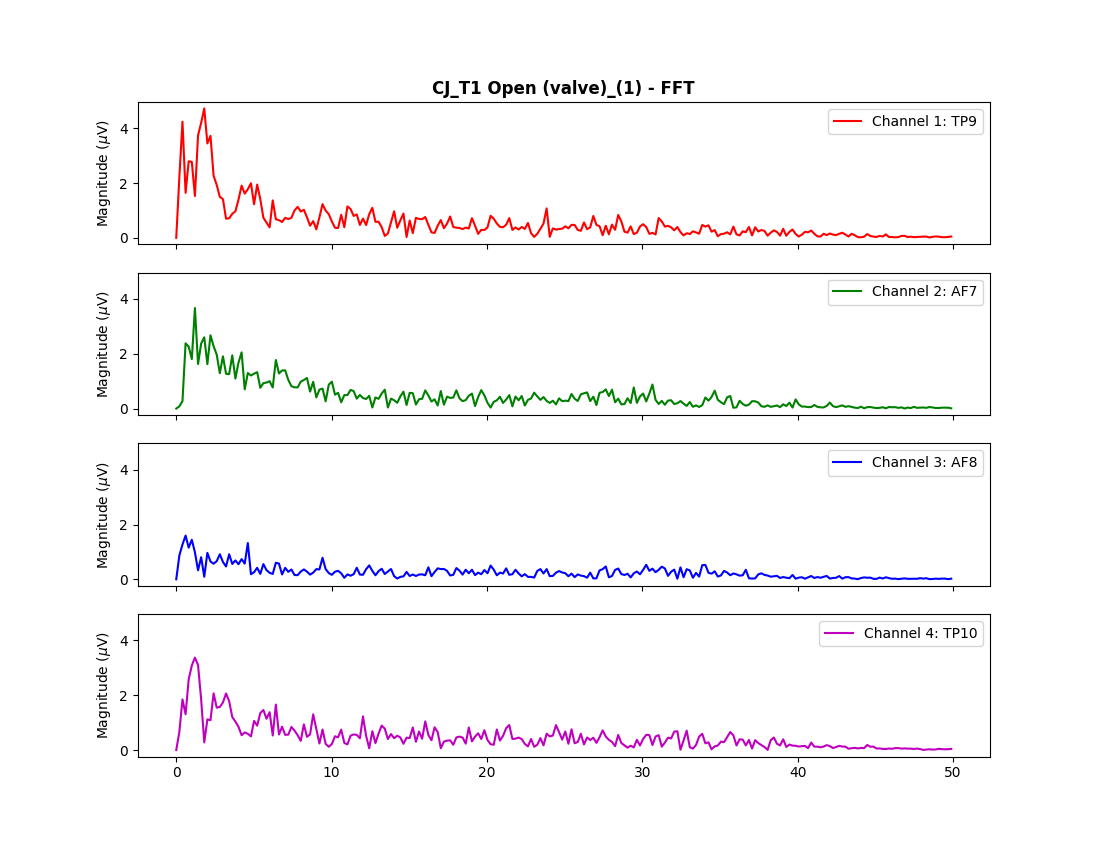 CJ_T1 Open (valve)_(1) - FFT
Magnitude (μV)
4
2
0
Channel 1: TP9
Magnitude (μV)
4
2
0
Channel 2: AF7
Magnitude (μV)
4
2
0
Channel 3: AF8
Magnitude (μV)
4
2
0
Channel 4: TP10
0 10 20 30 40 50